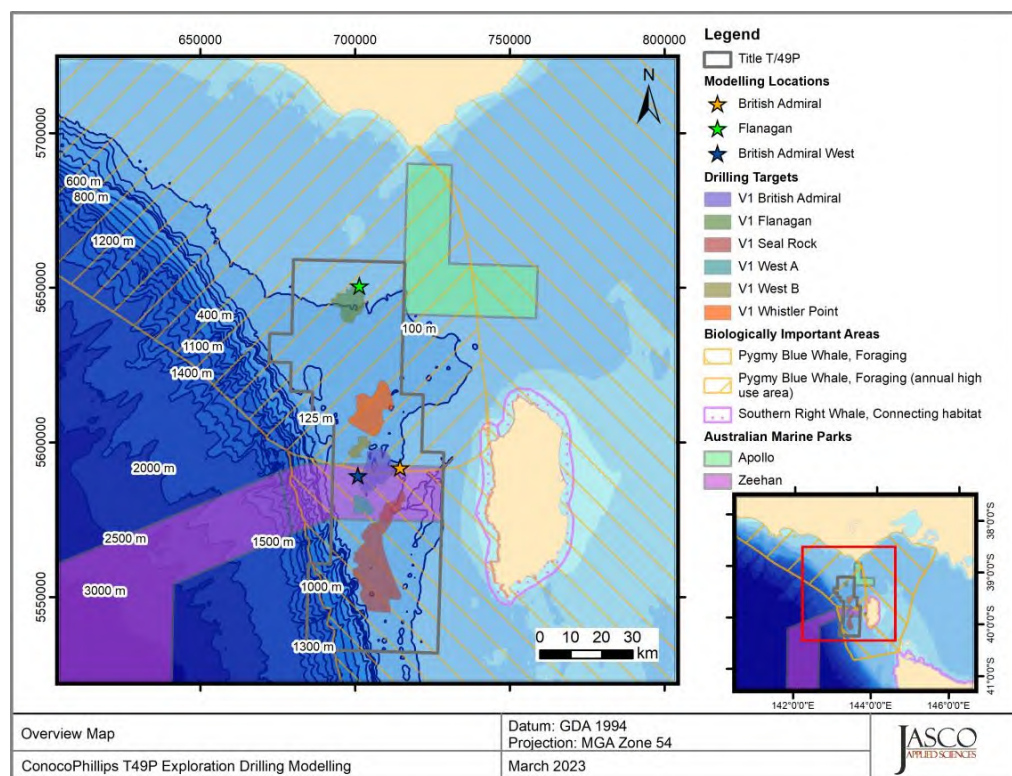 650000
700000
750000
800000
5700000
5650000
5600000
5550000
N
600 m
800 m
1200 m
400 m
1100 m
1400 m
100 m
125 m
2000 m
2500 m
1500 m
3000 m
1000 m
1300 m
0 10 20 30
km
Legend
Title T/49P
Modelling Locations
British Admiral
Flanagan
British Admiral West
Drilling Targets
V1 British Admiral
V1 Flanagan
V1 Seal Rock
V1 West A
V1 West B
V1 Whistler Point
Biologically Important Areas
Pygmy Blue Whale, Foraging
Pygmy Blue Whale, Foraging (annual high
use area)
Southern Right Whale, Connecting habitat
Australian Marine Parks
Apollo
Zeehan
38°0'0"S
39°0'0"S
40°0'0"S
41°0'0"S
142°0'0"E
144°0'0"E
146°0'0"E
Overview Map
Datum: GDA 1994
Projection: MGA Zone 54
ConocoPhillips T49P Exploration Drilling Modelling
March 2023
JASCO
APPLIED SCIENCES